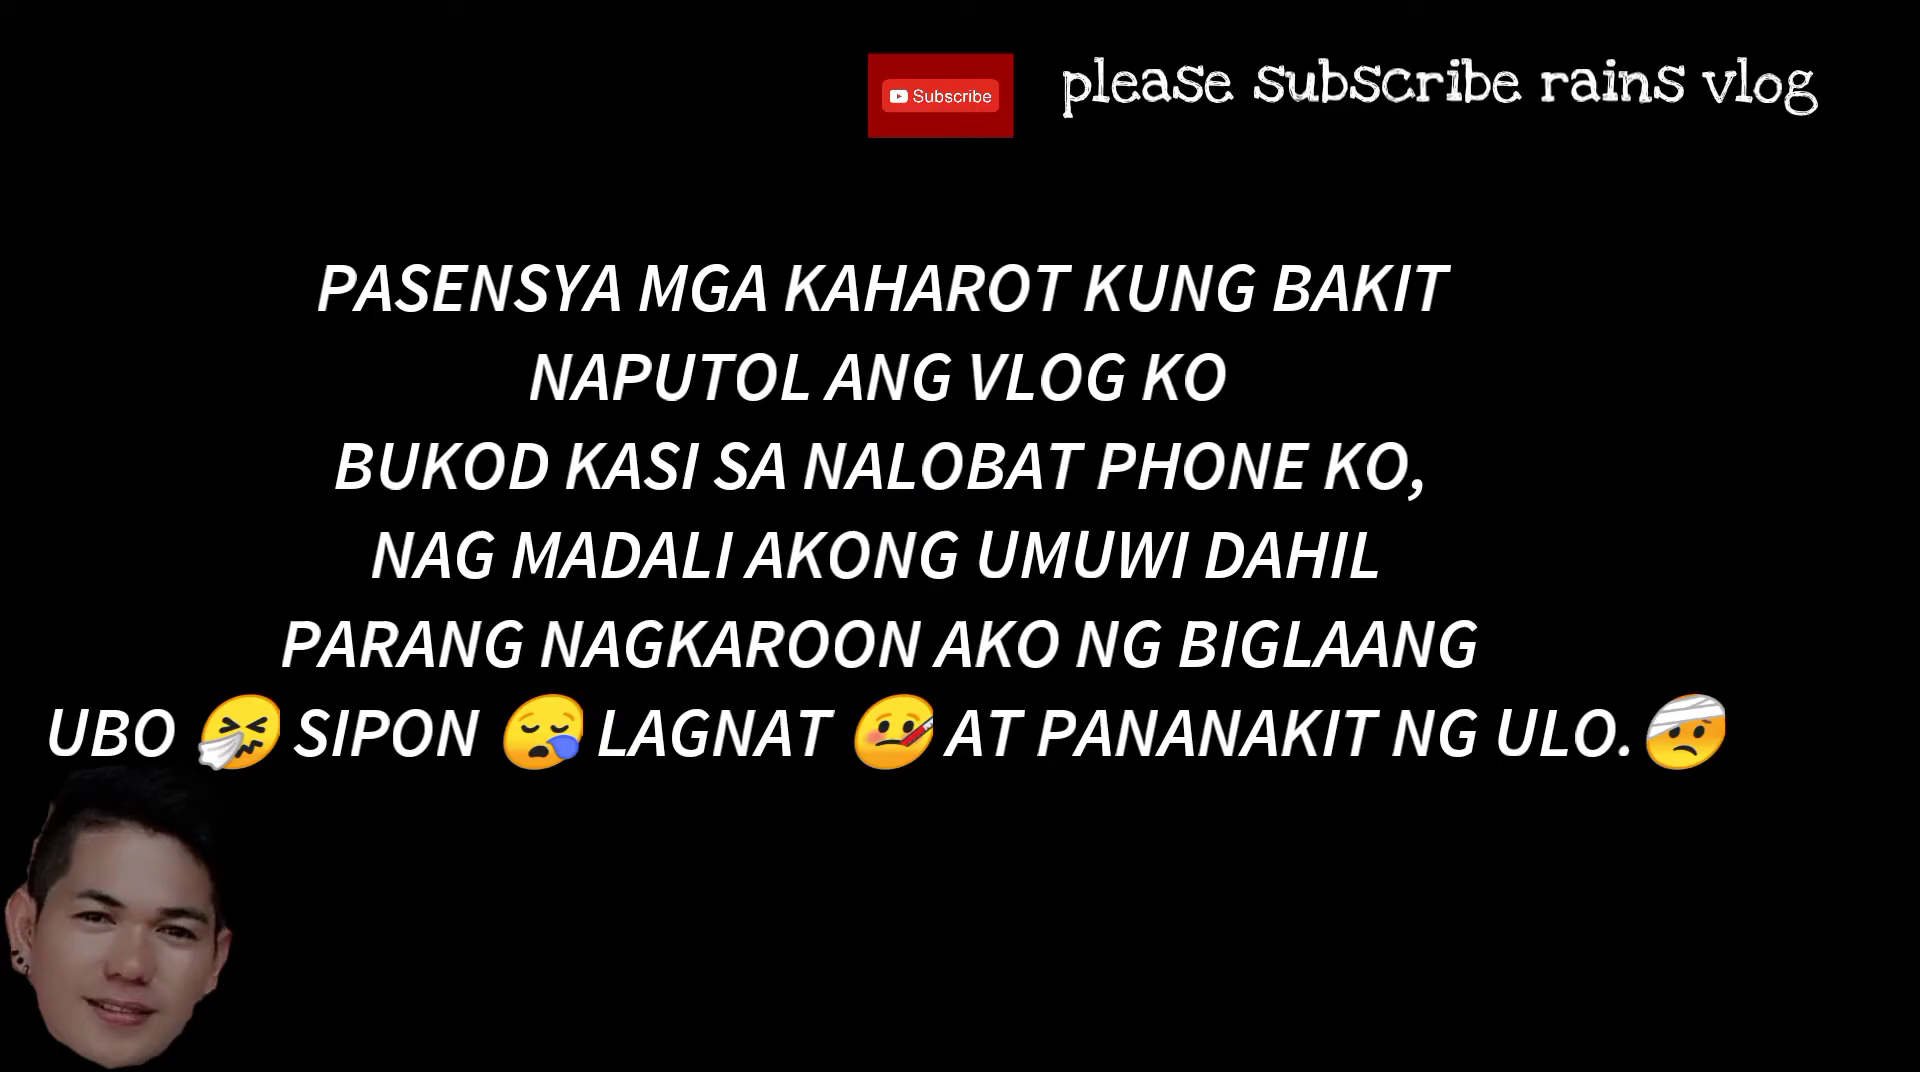 Subscribe
please subscribe rains vlog
PASENSYA MGA KAHAROT KUNG BAKIT
NAPUTOL ANG VLOG KO
BUKOD KASI SA NALOBAT PHONE KO,
NAG MADALI AKONG UMUWI DAHIL
PARANG NAGKAROON AKO NG BIGLAANG
UBO 🤧 SIPON 😪 LAGNAT 🤒 AT PANANAKIT NG ULO.🤕